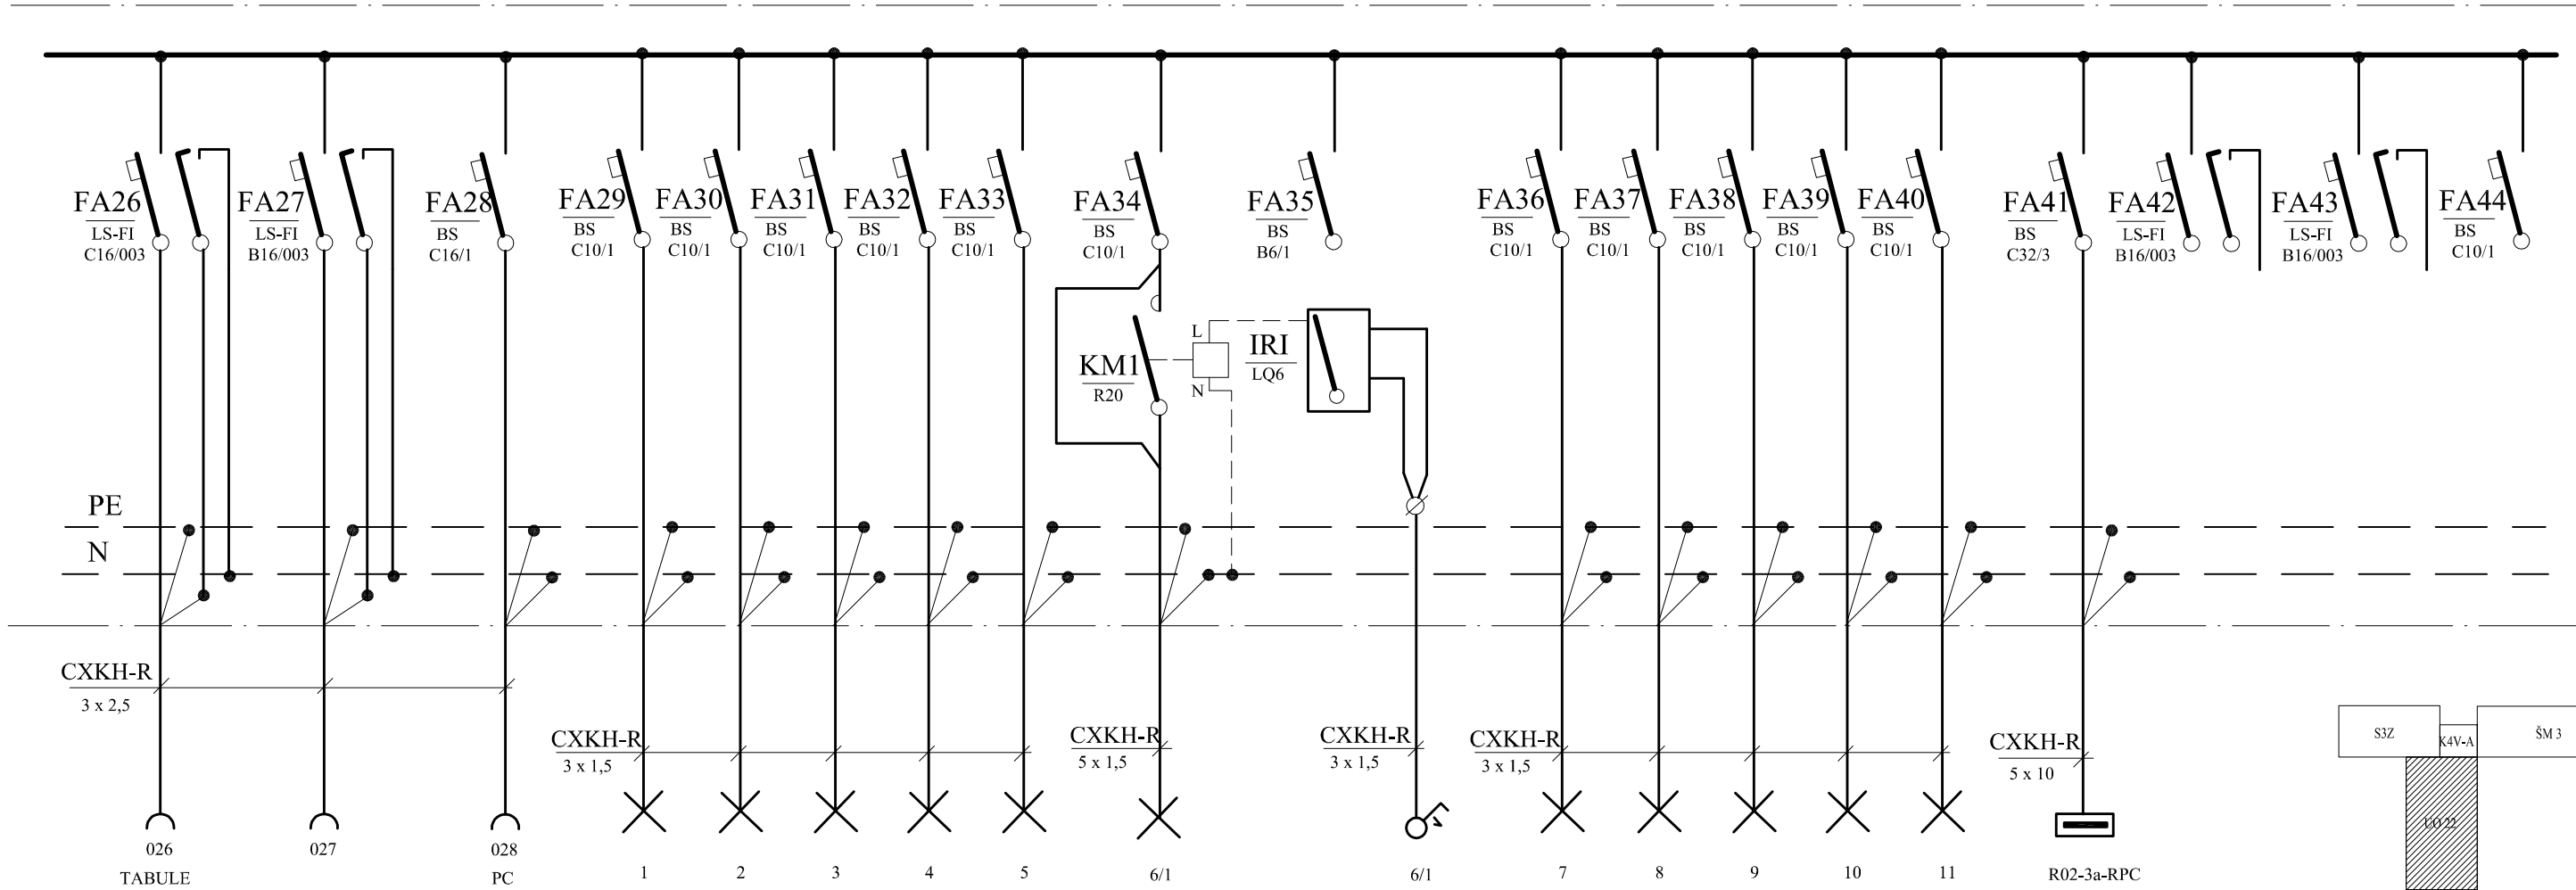 FA26
LS-FI
C16/003
FA27
LS-FI
B16/003
FA28
BS
C16/1
FA29
BS
C10/1
FA30
BS
C10/1
FA31
BS
C10/1
FA32
BS
C10/1
FA33
BS
C10/1
FA34
BS
C10/1
FA35
BS
B6/1
FA36
BS
C10/1
FA37
BS
C10/1
FA38
BS
C10/1
FA39
BS
C10/1
FA40
BS
C10/1
FA41
BS
C32/3
FA42
LS-FI
B16/003
FA43
LS-FI
B16/003
FA44
BS
C10/1
KM1
R20
L
N
IRI
LQ6
PE
N
CXKH-R
3 x 2,5
CXKH-R
3 x 1,5
CXKH-R
5 x 1,5
CXKH-R
3 x 1,5
CXKH-R
3 x 1,5
CXKH-R
5 x 10
S3Z
K4V-A
ŠM 3
UO 22
026
TABULE
027
028
PC
1
2
3
4
5
6/1
6/1
7
8
9
10
11
R02-3a-RPC